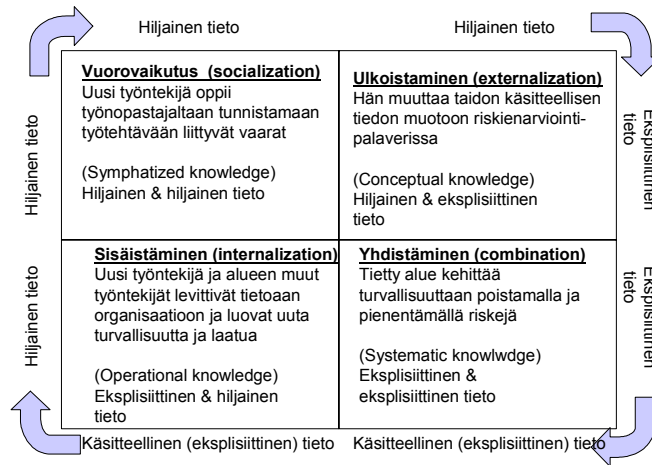 Hiljainen tieto
Hiljainen tieto
Hiljainen tieto
Vuorovaikutus (socialization)
Uusi työntekijä oppii
työnopastajaltaan tunnistamaan
työtehtävään liittyvät vaarat
(Symphatized knowledge)
Hiljainen & hiljainen tieto
Ulkoistaminen (externalization)
Hän muuttaa taidon käsitteellisen
tiedon muotoon riskienarviointi-
palaverissa
(Conceptual knowledge)
Hiljainen & eksplisiittinen
tieto
Eksplisiittinen
tieto
Hiljainen tieto
Sisäistäminen (internalization)
Uusi työntekijä ja alueen muut
työntekijät levittivät tietoaan
organisaatioon ja luovat uuta
turvallisuutta ja laatua
(Operational knowledge)
Eksplisiittinen & hiljainen
tieto
Yhdistäminen (combination)
Tietty alue kehittää
turvallisuuttaan poistamalla ja
pienentämällä riskejä
(Systematic knowlwdge)
Eksplisiittinen &
eksplisiittinen tieto
Eksplisiittinen
tieto
Käsitteellinen (eksplisiittinen) tieto
Käsitteellinen (eksplisiittinen) tieto